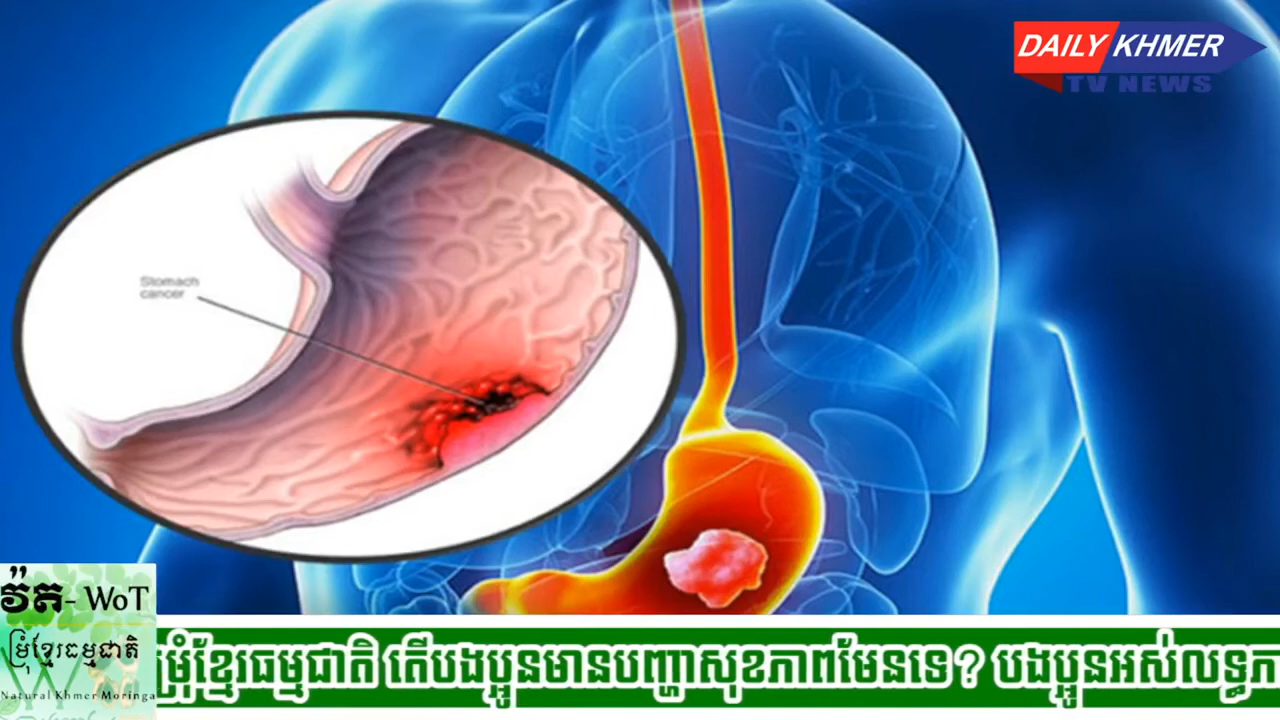 DAILY KHMER
TV NEWS
Stomach
cancer
វ៉ត- WoT
ម្រុំខ្មែរធម្មជាតិ
Natural Khmer Moringa
ម្រុំខ្មែរធម្មជាតិ តើបងប្អូនមានបញ្ហាសុខភាពមែនទេ? បងប្អូនអស់លទ្ធភា